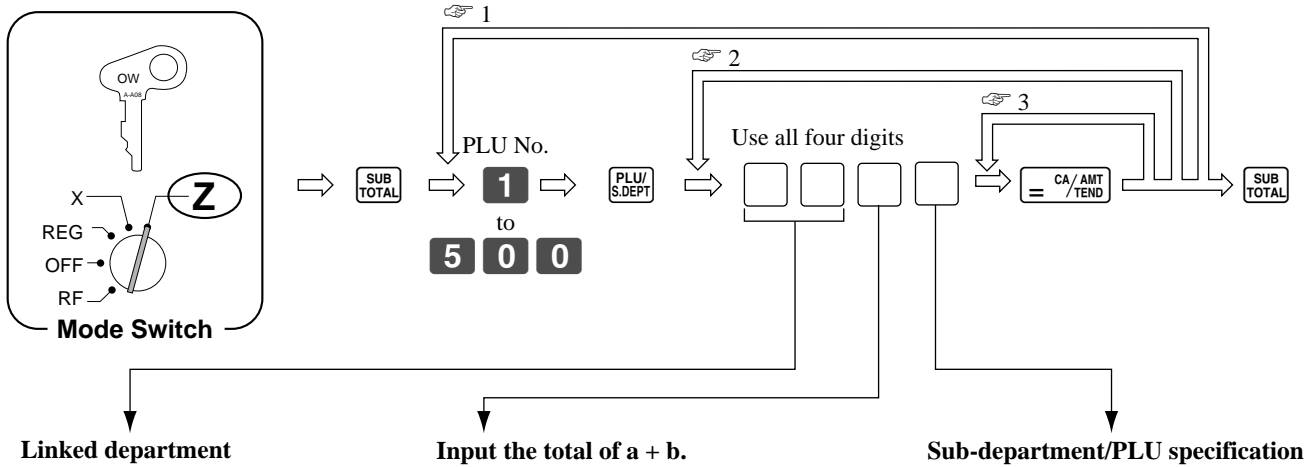 ☞ 1
☞ 2
☞ 3
OW
A-A08
PLU No.
Use all four digits
SUB TOTAL
1
PLU/ S.DEPT
= CA/AMT /TEND
SUB TOTAL
to
5 0 0
X
Z
REG
OFF
RF
Mode Switch
Linked department
Input the total of a + b.
Sub-department/PLU specification